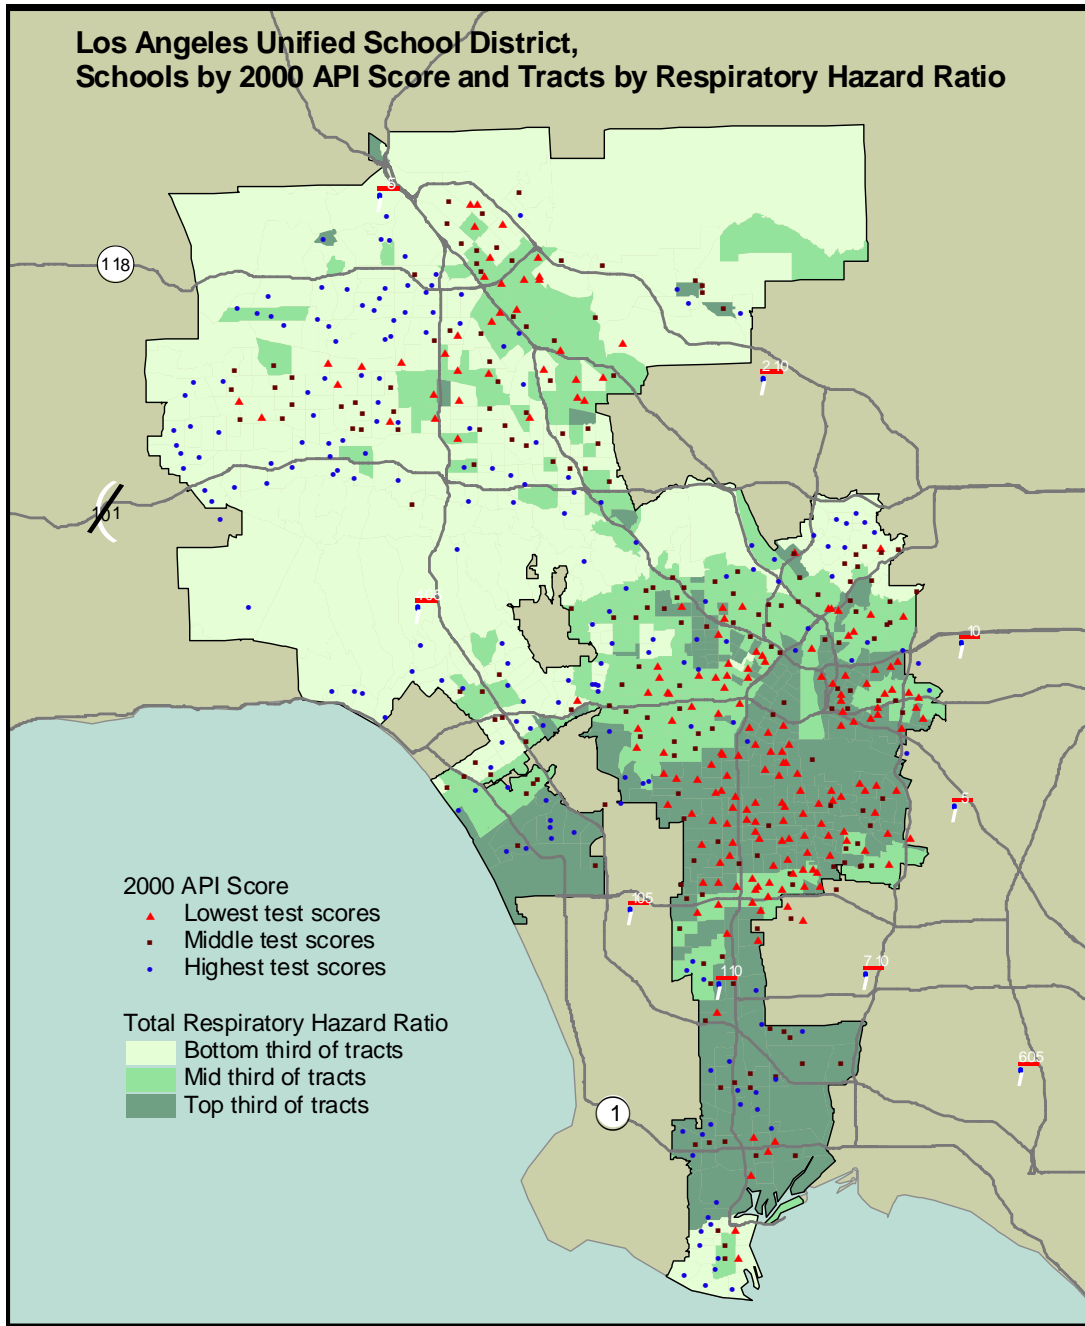 Los Angeles Unified School District,
Schools by 2000 API Score and Tracts by Respiratory Hazard Ratio
5
118
210
101
10
5
2000 API Score
Lowest test scores
Middle test scores
Highest test scores
105
110
710
Total Respiratory Hazard Ratio
Bottom third of tracts
Mid third of tracts
Top third of tracts
605
1